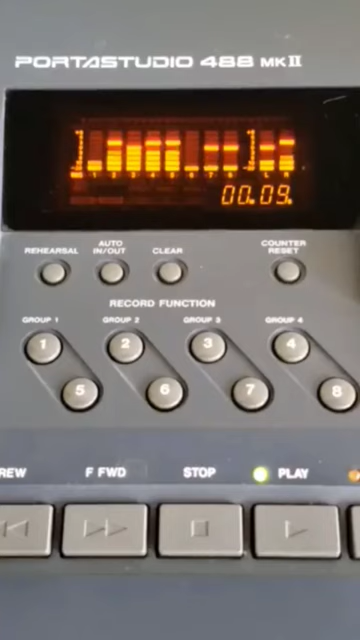 PORTASTUDIO 488 MKII
1 2 3 4 5 6 7 8 L R
00.09.
REHEARSAL
AUTO IN/OUT
CLEAR
COUNTER RESET
RECORD FUNCTION
GROUP 1 GROUP 2 GROUP 3 GROUP 4
1 2 3 4
5 6 7 8
REW F FWD STOP PLAY